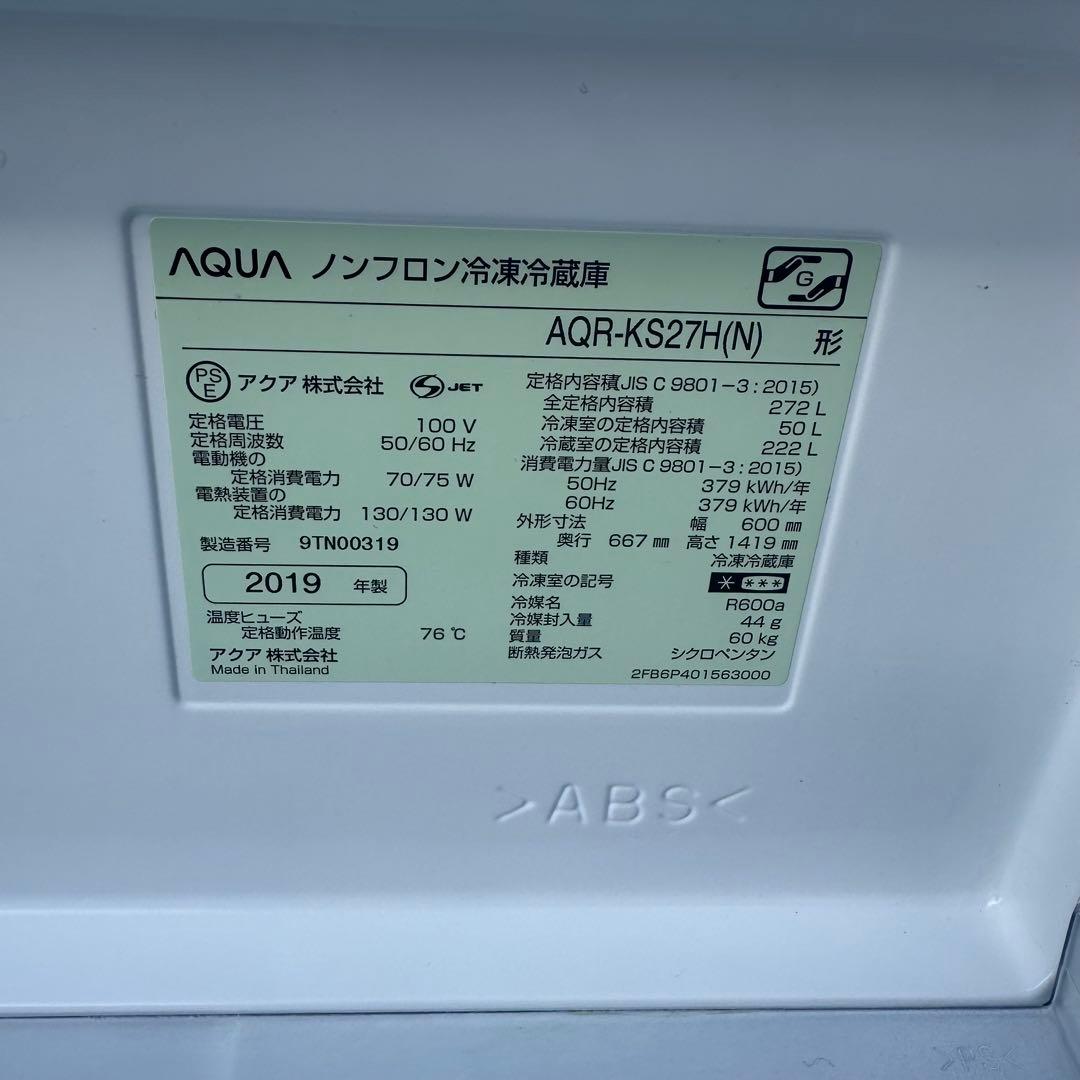 AQUA ノンフロン冷凍冷蔵庫
G
AQR-KS27H(N) 形
PS E アクア 株式会社 S JET
定格電圧 100 V
定格周波数 50/60 Hz
電動機の
定格消費電力 70/75 W
電熱装置の
定格消費電力 130/130 W
製造番号 9TN00319
2019 年製
温度ヒューズ
定格動作温度 76 ℃
アクア 株式会社
Made in Thailand
定格内容積(JIS C 9801-3:2015)
全定格内容積 272 L
冷凍室の定格内容積 50 L
冷蔵室の定格内容積 222 L
消費電力量(JIS C 9801-3:2015)
50Hz 379 kWh/年
60Hz 379 kWh/年
外形寸法 幅 600 ㎜
奥行 667 ㎜ 高さ 1419 ㎜
種類 冷凍冷蔵庫
冷凍室の記号 * ***
冷媒名 R600a
冷媒封入量 44 g
質量 60 kg
断熱発泡ガス シクロペンタン
2FB6P401563000
>ABS<
>PS<